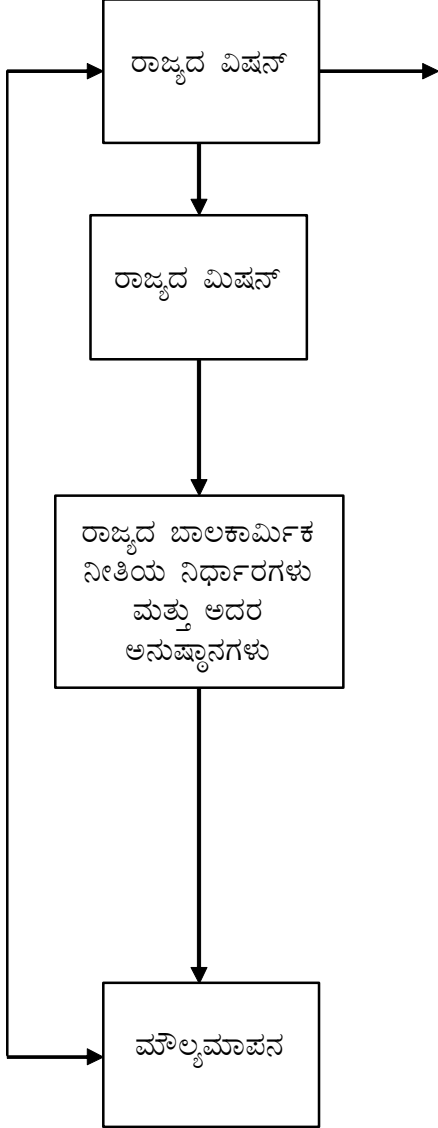 ರಾಜ್ಯದ ವಿಷನ್
ರಾಜ್ಯದ ಮಿಷನ್
ರಾಜ್ಯದ ಬಾಲಕಾರ್ಮಿಕ
ನೀತಿಯ ನಿರ್ಧಾರಗಳು
ಮತ್ತು ಅದರ
ಅನುಷ್ಠಾನಗಳು
ಮೌಲ್ಯಮಾಪನ